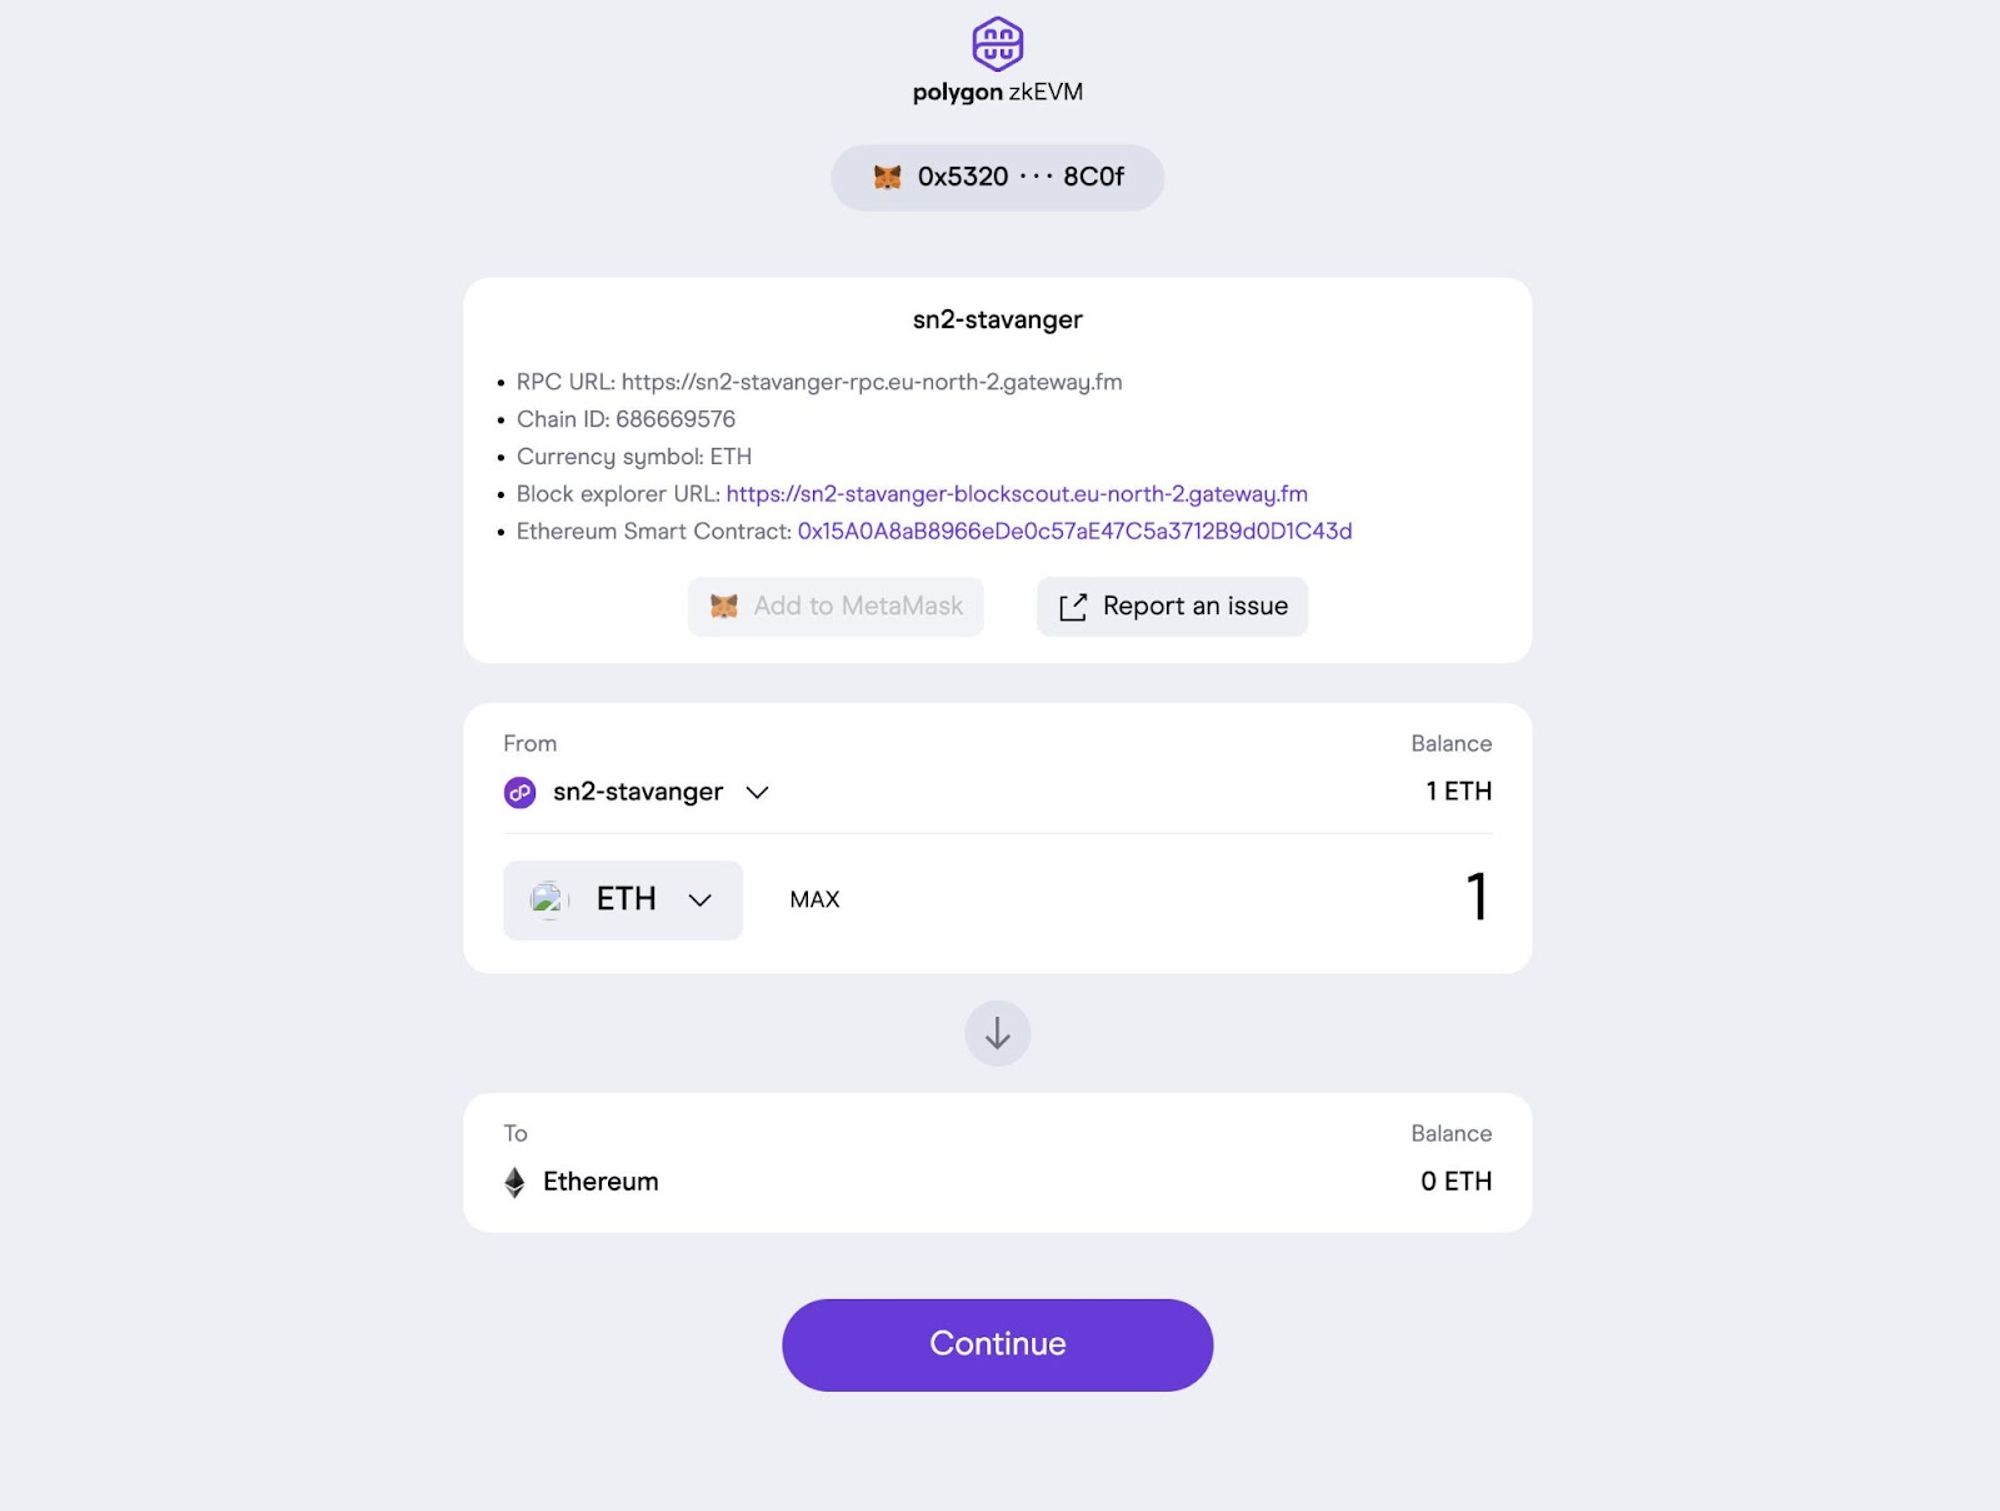 polygon zkEVM
0x5320 ··· 8C0f
sn2-stavanger
• RPC URL: https://sn2-stavanger-rpc.eu-north-2.gateway.fm
• Chain ID: 686669576
• Currency symbol: ETH
• Block explorer URL: https://sn2-stavanger-blockscout.eu-north-2.gateway.fm
• Ethereum Smart Contract: 0x15A0A8aB8966eDe0c57aE47C5a3712B9d0D1C43d
Add to MetaMask Report an issue
From Balance
sn2-stavanger 1 ETH
ETH MAX 1
To Balance
Ethereum 0 ETH
Continue